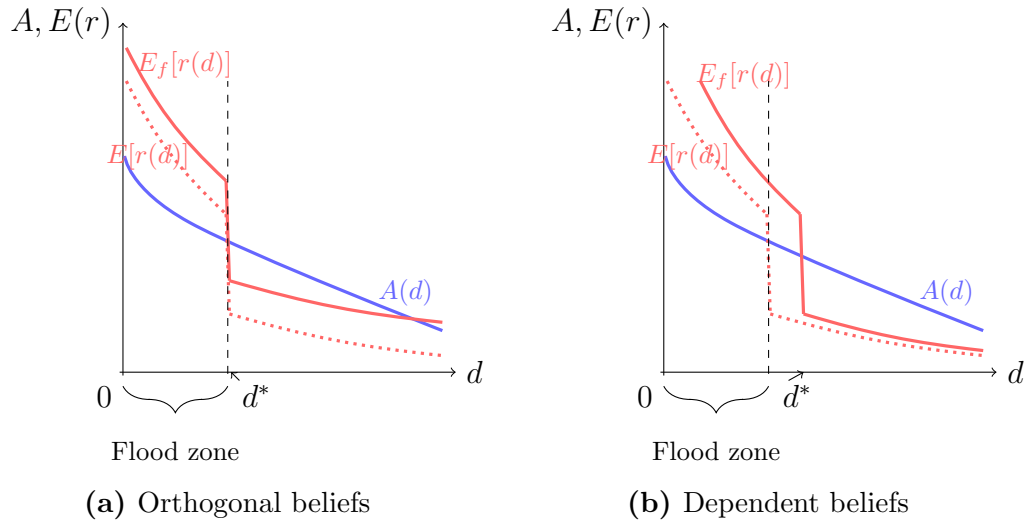 A, E(r)
E_f[r(d)]
E[r(d)]
A(d)
d
0
d*
Flood zone
(a) Orthogonal beliefs
A, E(r)
E_f[r(d)]
E[r(d)]
A(d)
d
0
d*
Flood zone
(b) Dependent beliefs